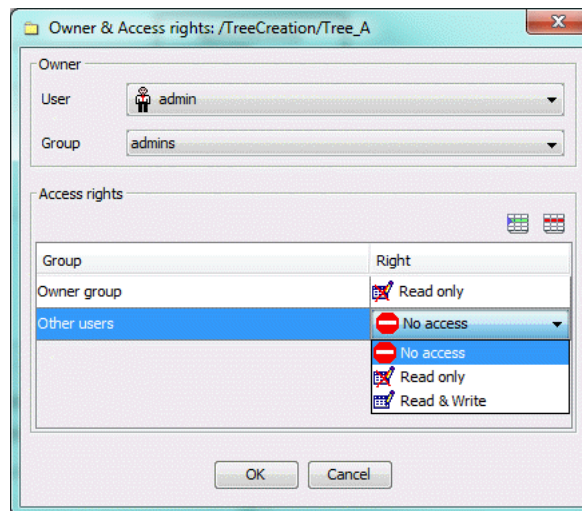 Owner & Access rights: /TreeCreation/Tree_A
Owner
User admin
Group admins
Access rights
Group Right
Owner group Read only
Other users No access
No access
Read only
Read & Write
OK Cancel